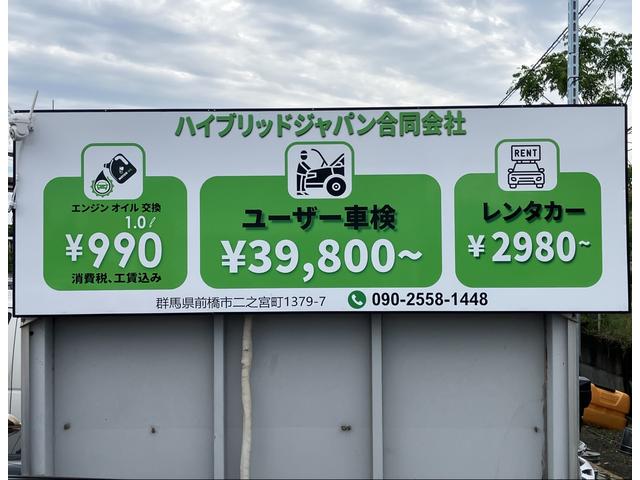 ハイブリッドジャパン合同会社
エンジン オイル 交換
1.0ℓ
¥990
消費税、工賃込み
ユーザー車検
¥39,800~
RENT
レンタカー
¥2980~
群馬県前橋市二之宮町1379-7
090-2558-1448